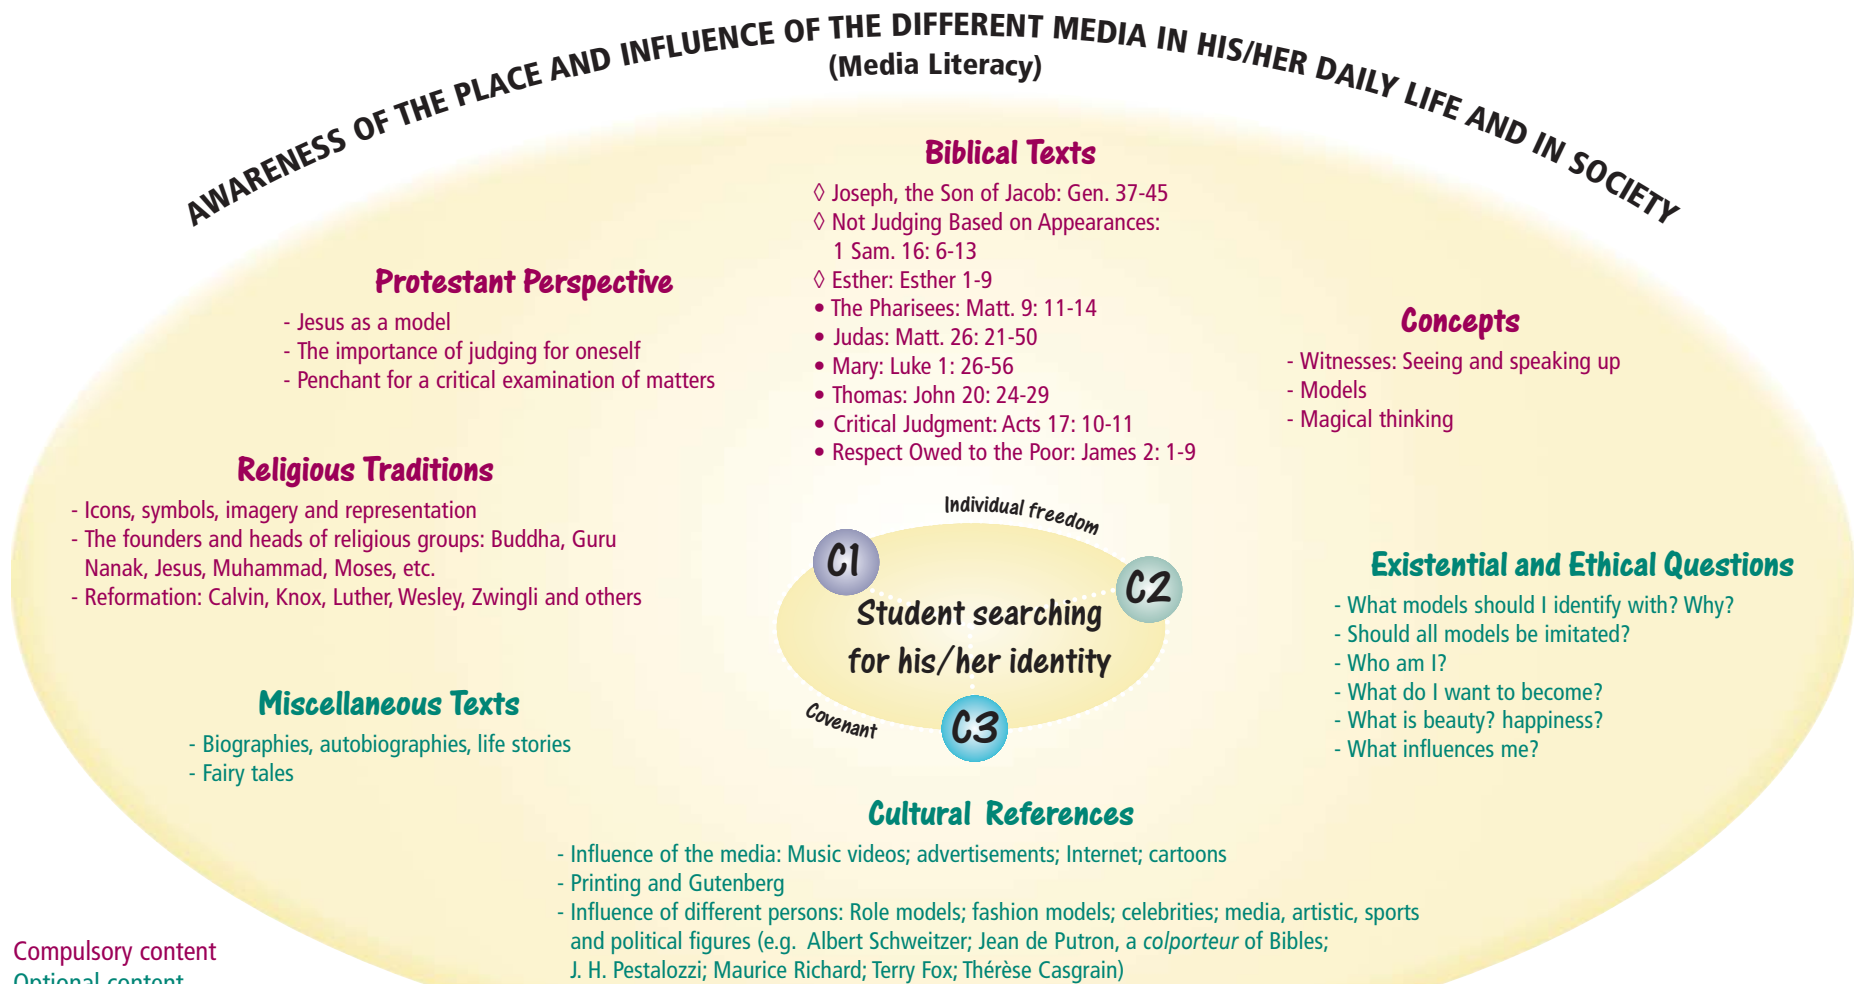 AWARENESS OF THE PLACE AND INFLUENCE OF THE DIFFERENT MEDIA IN HIS/HER DAILY LIFE AND IN SOCIETY
(Media Literacy)
Biblical Texts
◊ Joseph, the Son of Jacob: Gen. 37-45
◊ Not Judging Based on Appearances:
1 Sam. 16: 6-13
◊ Esther: Esther 1-9
• The Pharisees: Matt. 9: 11-14
• Judas: Matt. 26: 21-50
• Mary: Luke 1: 26-56
• Thomas: John 20: 24-29
• Critical Judgment: Acts 17: 10-11
• Respect Owed to the Poor: James 2: 1-9
Protestant Perspective
- Jesus as a model
- The importance of judging for oneself
- Penchant for a critical examination of matters
Concepts
- Witnesses: Seeing and speaking up
- Models
- Magical thinking
Religious Traditions
- Icons, symbols, imagery and representation
- The founders and heads of religious groups: Buddha, Guru
Nanak, Jesus, Muhammad, Moses, etc.
- Reformation: Calvin, Knox, Luther, Wesley, Zwingli and others
Individual freedom
C1
C2
Student searching
for his/her identity
Covenant
C3
Existential and Ethical Questions
- What models should I identify with? Why?
- Should all models be imitated?
- Who am I?
- What do I want to become?
- What is beauty? happiness?
- What influences me?
Miscellaneous Texts
- Biographies, autobiographies, life stories
- Fairy tales
Cultural References
- Influence of the media: Music videos; advertisements; Internet; cartoons
- Printing and Gutenberg
- Influence of different persons: Role models; fashion models; celebrities; media, artistic, sports
and political figures (e.g. Albert Schweitzer; Jean de Putron, a colporteur of Bibles;
J. H. Pestalozzi; Maurice Richard; Terry Fox; Thérèse Casgrain)
Compulsory content
Optional content